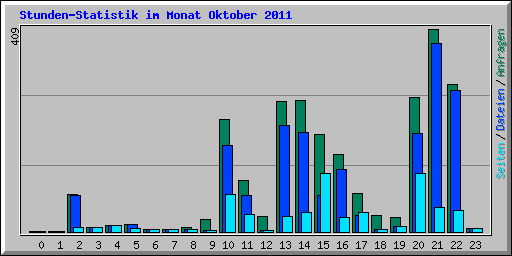 Stunden-Statistik im Monat Oktober 2011
409
Seiten / Dateien / Anfragen
0 1 2 3 4 5 6 7 8 9 10 11 12 13 14 15 16 17 18 19 20 21 22 23